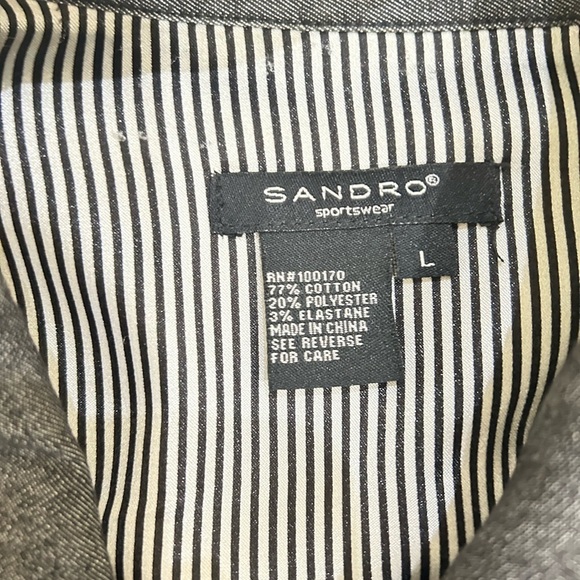 SANDRO®
sportswear
L
RN#100170
77% COTTON
20% POLYESTER
3% ELASTANE
MADE IN CHINA
SEE REVERSE
FOR CARE